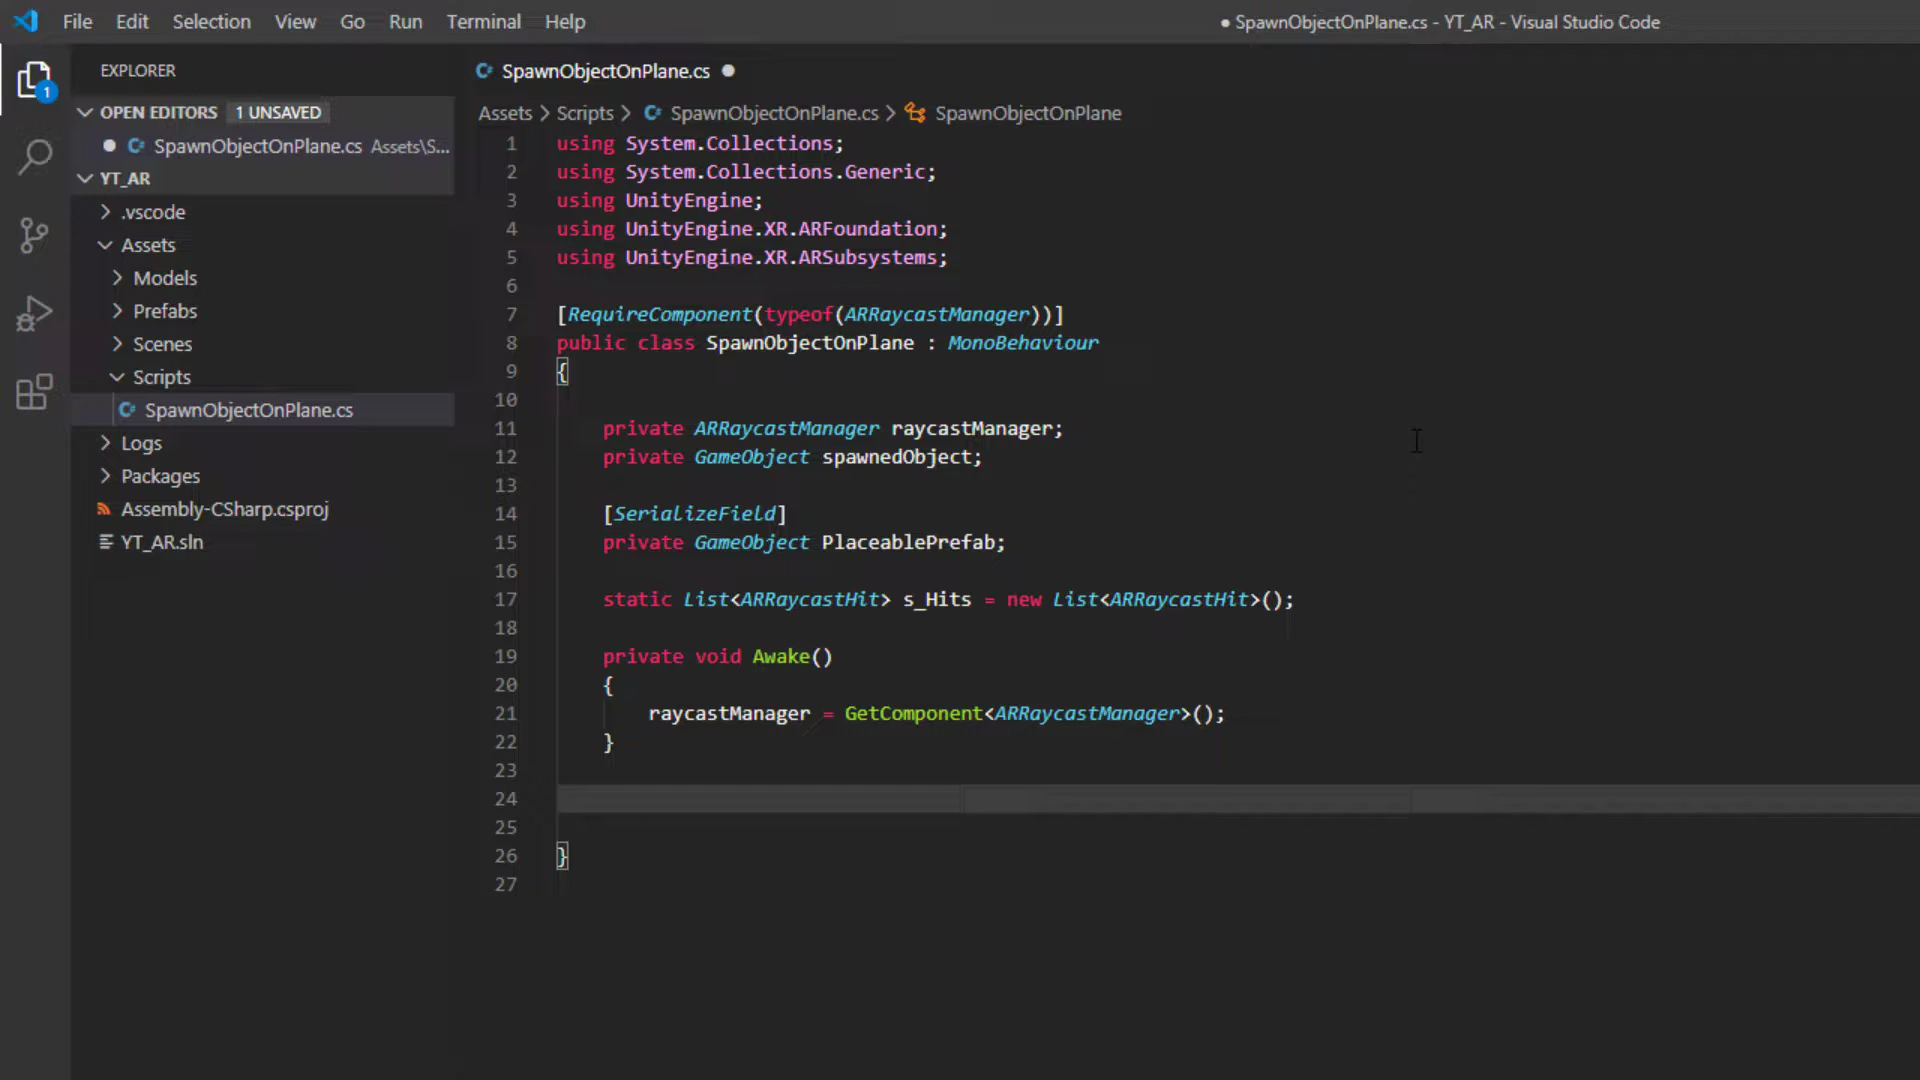 File Edit Selection View Go Run Terminal Help
● SpawnObjectOnPlane.cs - YT_AR - Visual Studio Code
EXPLORER
OPEN EDITORS 1 UNSAVED
SpawnObjectOnPlane.cs Assets\S...
YT_AR
.vscode
Assets
Models
Prefabs
Scenes
Scripts
SpawnObjectOnPlane.cs
Logs
Packages
Assembly-CSharp.csproj
YT_AR.sln
1
SpawnObjectOnPlane.cs
Assets > Scripts > SpawnObjectOnPlane.cs > SpawnObjectOnPlane
1 using System.Collections;
2 using System.Collections.Generic;
3 using UnityEngine;
4 using UnityEngine.XR.ARFoundation;
5 using UnityEngine.XR.ARSubsystems;
6
7 [RequireComponent(typeof(ARRaycastManager))]
8 public class SpawnObjectOnPlane : MonoBehaviour
9 {
10
11 private ARRaycastManager raycastManager;
12 private GameObject spawnedObject;
13
14 [SerializeField]
15 private GameObject PlaceablePrefab;
16
17 static List<ARRaycastHit> s_Hits = new List<ARRaycastHit>();
18
19 private void Awake()
20 {
21 raycastManager = GetComponent<ARRaycastManager>();
22 }
23
24
25
26 }
27